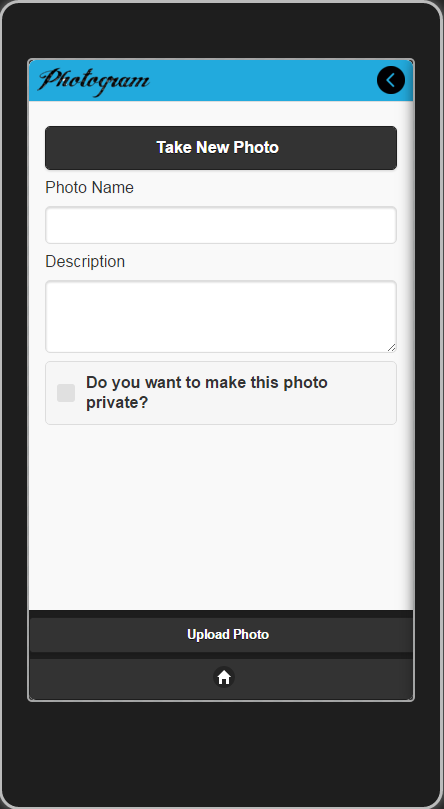 Photogram
Take New Photo
Photo Name
Description
Do you want to make this photo
private?
Upload Photo